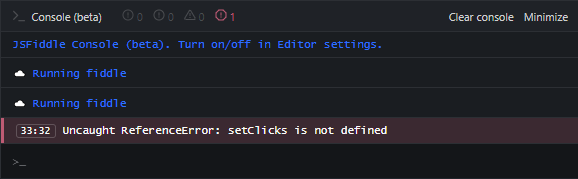 >_ Console (beta) 0 0 0 1 Clear console Minimize
JSFiddle Console (beta). Turn on/off in Editor settings.
Running fiddle
Running fiddle
33:32 Uncaught ReferenceError: setClicks is not defined
>_